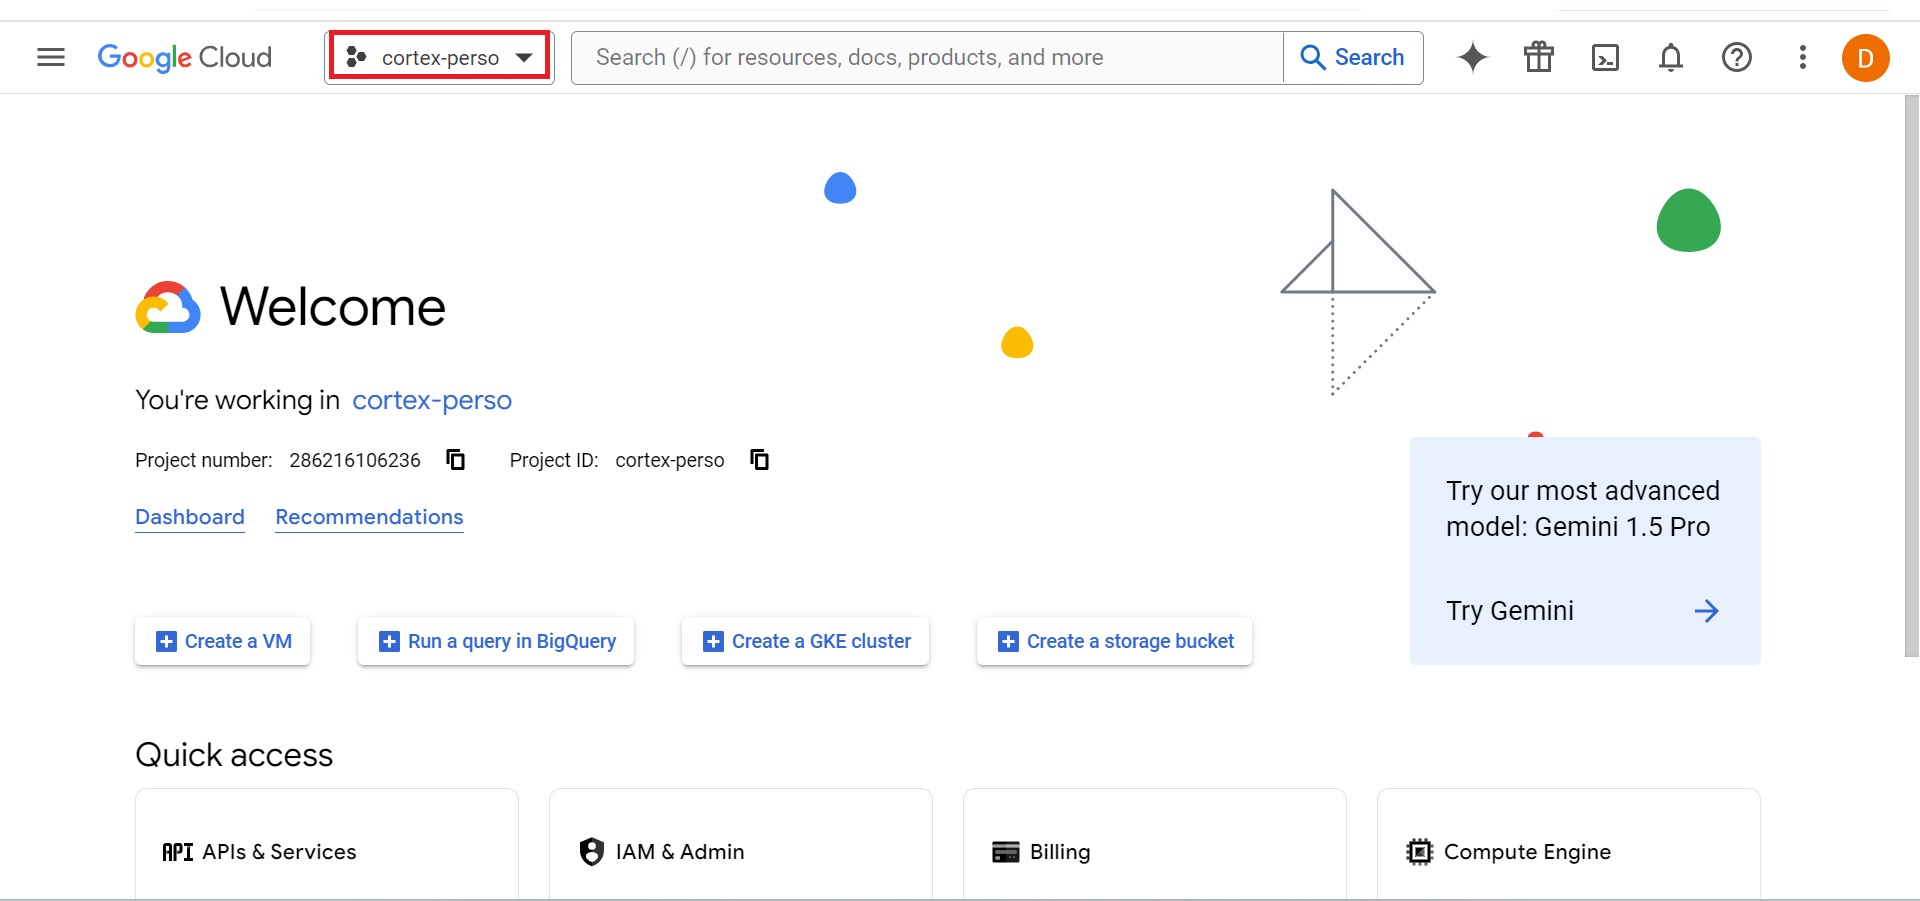 Google Cloud
cortex-perso
Search (/) for resources, docs, products, and more
Search
D
Welcome
You're working in cortex-perso
Project number: 286216106236 Project ID: cortex-perso
Dashboard Recommendations
Try our most advanced
model: Gemini 1.5 Pro
Try Gemini
Create a VM
Run a query in BigQuery
Create a GKE cluster
Create a storage bucket
Quick access
API APIs & Services
IAM & Admin
Billing
Compute Engine